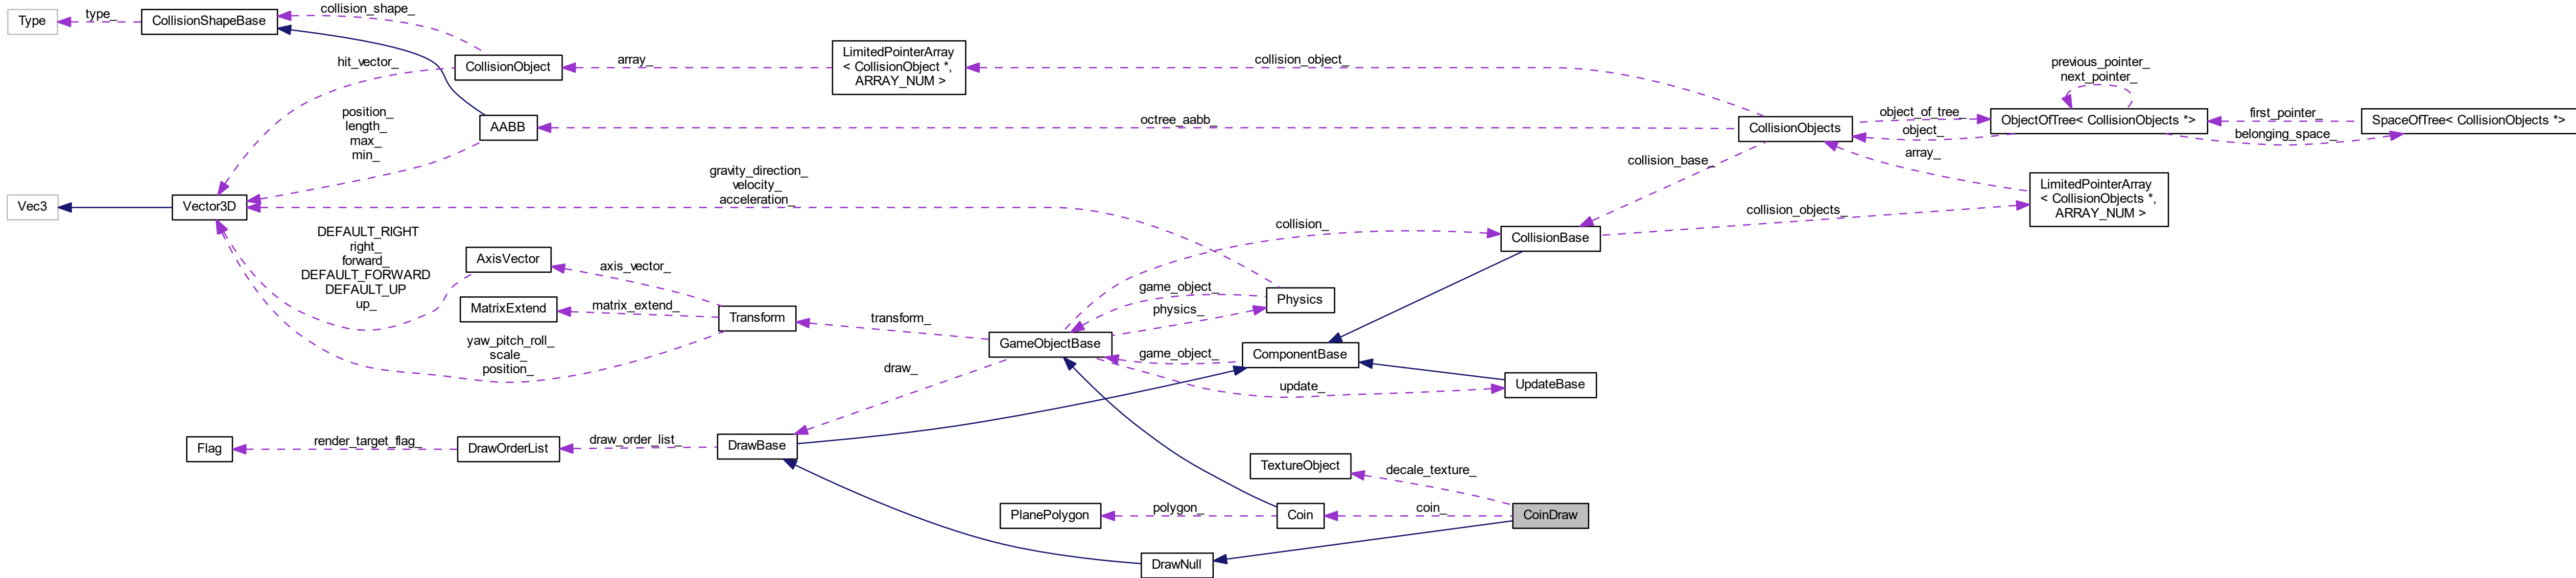 Type
type_
CollisionShapeBase
collision_shape_
hit_vector_
CollisionObject
array_
LimitedPointerArray
< CollisionObject *,
ARRAY_NUM >
collision_object_
previous_pointer_
next_pointer_
position_
length_
max_
min_
AABB
octree_aabb_
CollisionObjects
object_of_tree_
object_
ObjectOfTree< CollisionObjects *>
first_pointer_
belonging_space_
SpaceOfTree< CollisionObjects *>
array_
collision_base_
gravity_direction_
velocity_
acceleration_
Vec3
Vector3D
LimitedPointerArray
< CollisionObjects *,
ARRAY_NUM >
collision_objects_
collision_
CollisionBase
DEFAULT_RIGHT
right_
forward_
DEFAULT_FORWARD
DEFAULT_UP
up_
AxisVector
axis_vector_
MatrixExtend
matrix_extend_
Transform
transform_
game_object_
physics_
Physics
yaw_pitch_roll_
scale_
position_
GameObjectBase
game_object_
ComponentBase
draw_
update_
UpdateBase
Flag
render_target_flag_
DrawOrderList
draw_order_list_
DrawBase
TextureObject
decale_texture_
PlanePolygon
polygon_
Coin
coin_
CoinDraw
DrawNull